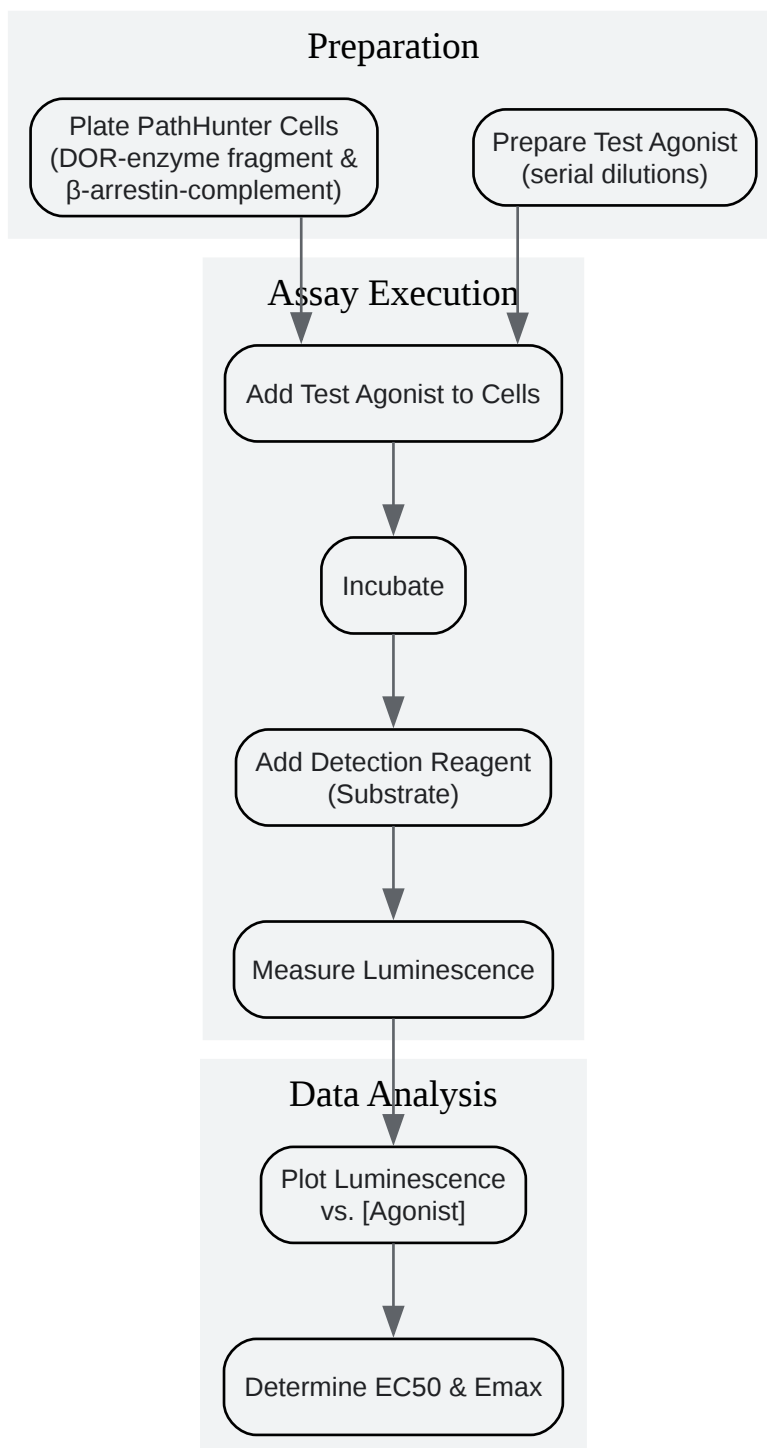 Preparation
Plate PathHunter Cells
(DOR-enzyme fragment &
β-arrestin-complement)
Prepare Test Agonist
(serial dilutions)
Assay Execution
Add Test Agonist to Cells
Incubate
Add Detection Reagent
(Substrate)
Measure Luminescence
Data Analysis
Plot Luminescence
vs. [Agonist]
Determine EC50 & Emax